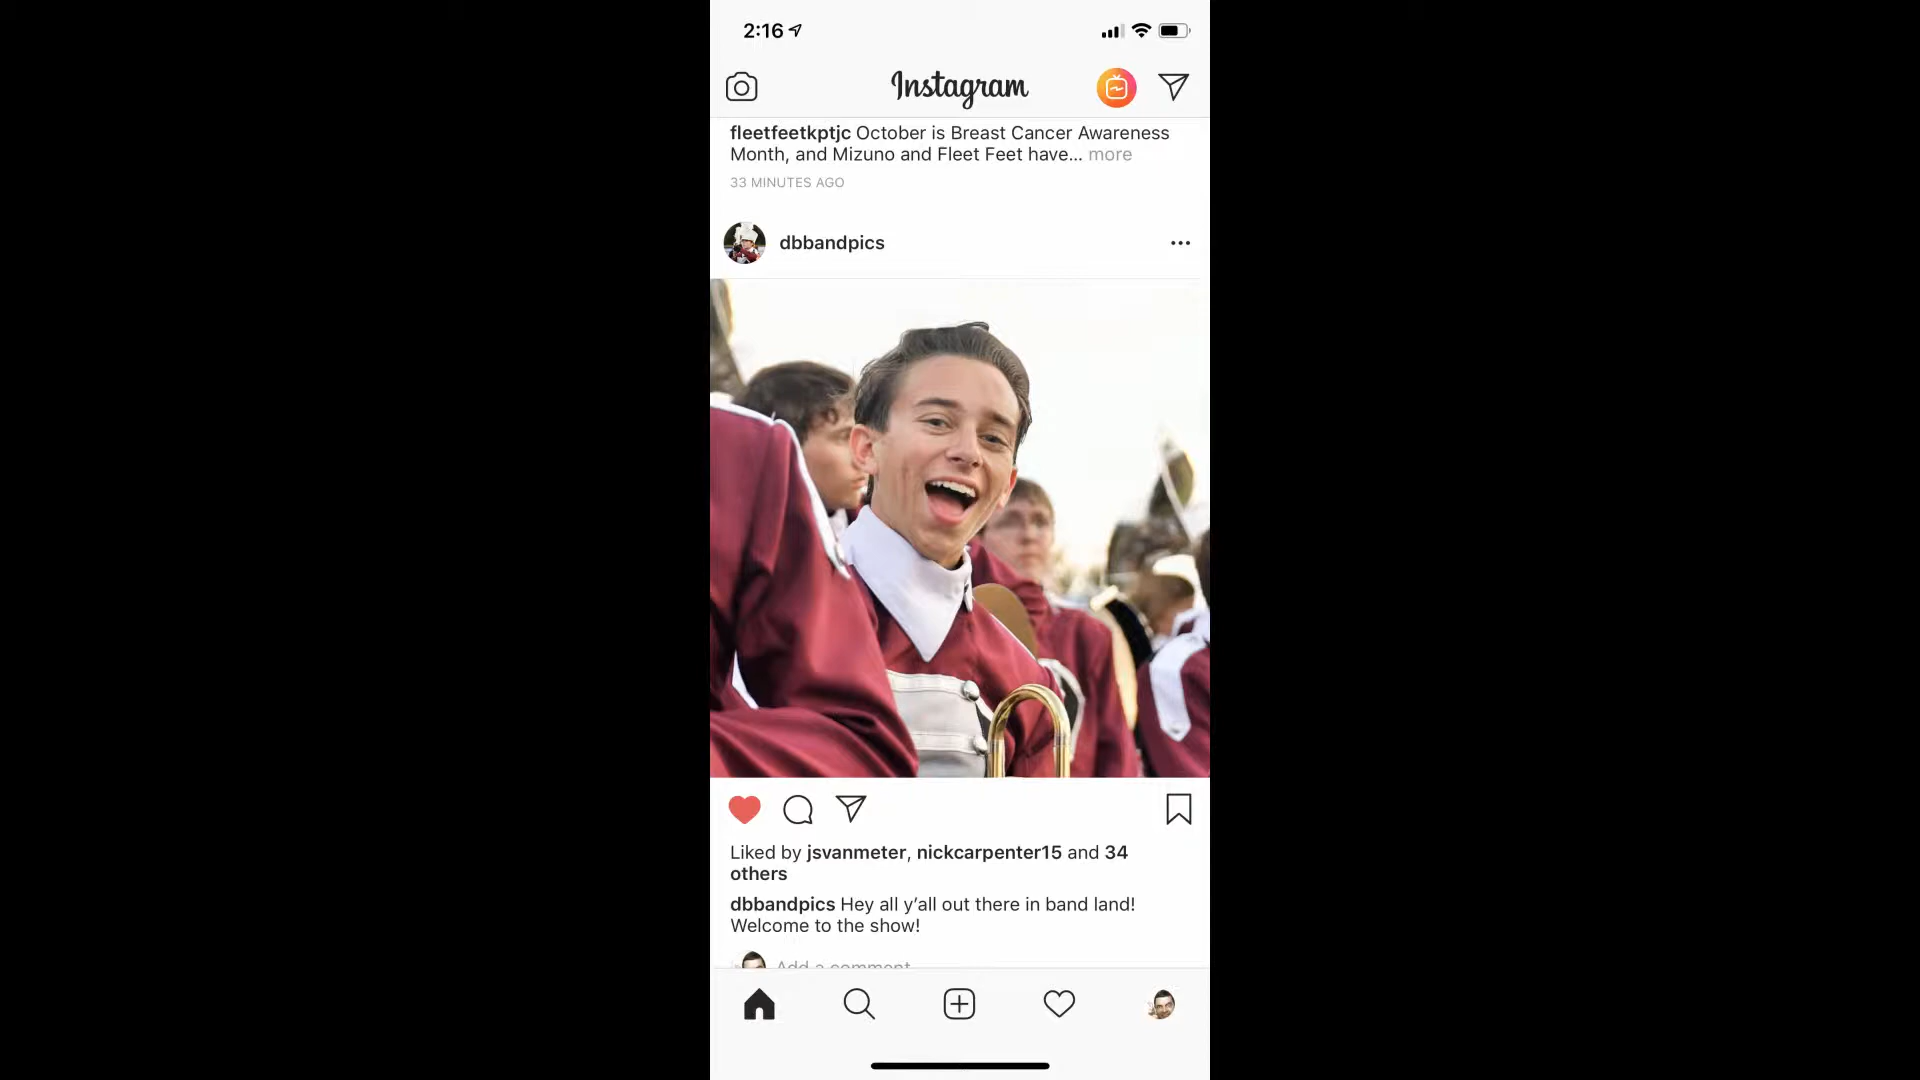 2:16
Instagram
fleetfeetkptjc October is Breast Cancer Awareness
Month, and Mizuno and Fleet Feet have... more
33 MINUTES AGO
dbbandpics
Liked by jsvanmeter, nickcarpenter15 and 34
others
dbbandpics Hey all y’all out there in band land!
Welcome to the show!
Add a comment